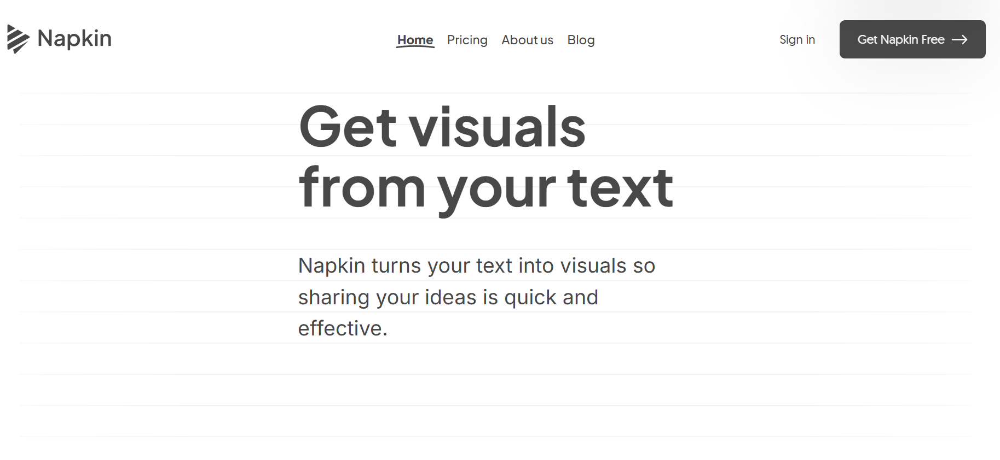 Napkin
Home Pricing About us Blog
Sign in
Get Napkin Free →
Get visuals
from your text
Napkin turns your text into visuals so
sharing your ideas is quick and
effective.